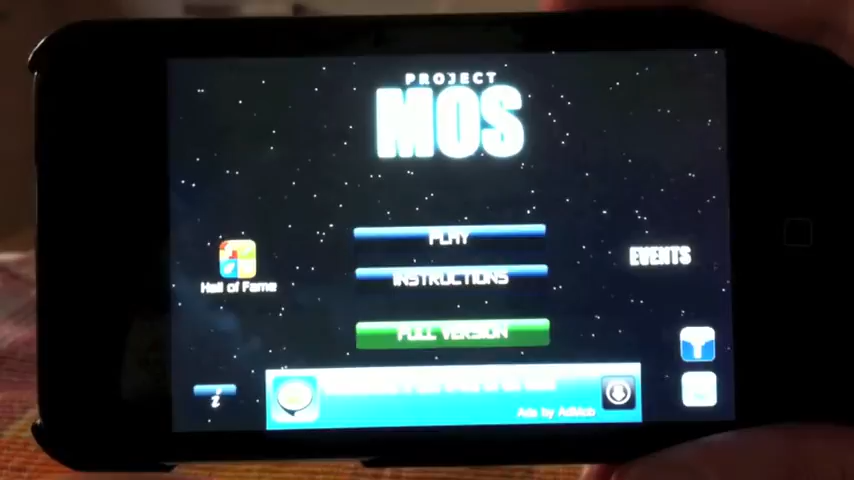 PROJECT
MOS
PLAY
INSTRUCTIONS
FULL VERSION
Hall of Fame
EVENTS
i
Ads by AdMob